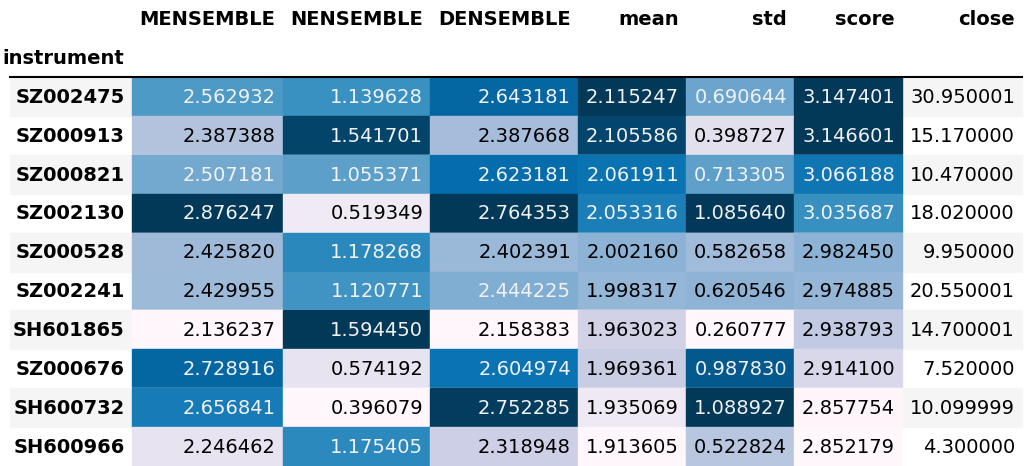 MENSEMBLE NENSEMBLE DENSEMBLE mean std score close
instrument
SZ002475 2.562932 1.139628 2.643181 2.115247 0.690644 3.147401 30.950001
SZ000913 2.387388 1.541701 2.387668 2.105586 0.398727 3.146601 15.170000
SZ000821 2.507181 1.055371 2.623181 2.061911 0.713305 3.066188 10.470000
SZ002130 2.876247 0.519349 2.764353 2.053316 1.085640 3.035687 18.020000
SZ000528 2.425820 1.178268 2.402391 2.002160 0.582658 2.982450 9.950000
SZ002241 2.429955 1.120771 2.444225 1.998317 0.620546 2.974885 20.550001
SH601865 2.136237 1.594450 2.158383 1.963023 0.260777 2.938793 14.700001
SZ000676 2.728916 0.574192 2.604974 1.969361 0.987830 2.914100 7.520000
SH600732 2.656841 0.396079 2.752285 1.935069 1.088927 2.857754 10.099999
SH600966 2.246462 1.175405 2.318948 1.913605 0.522824 2.852179 4.300000